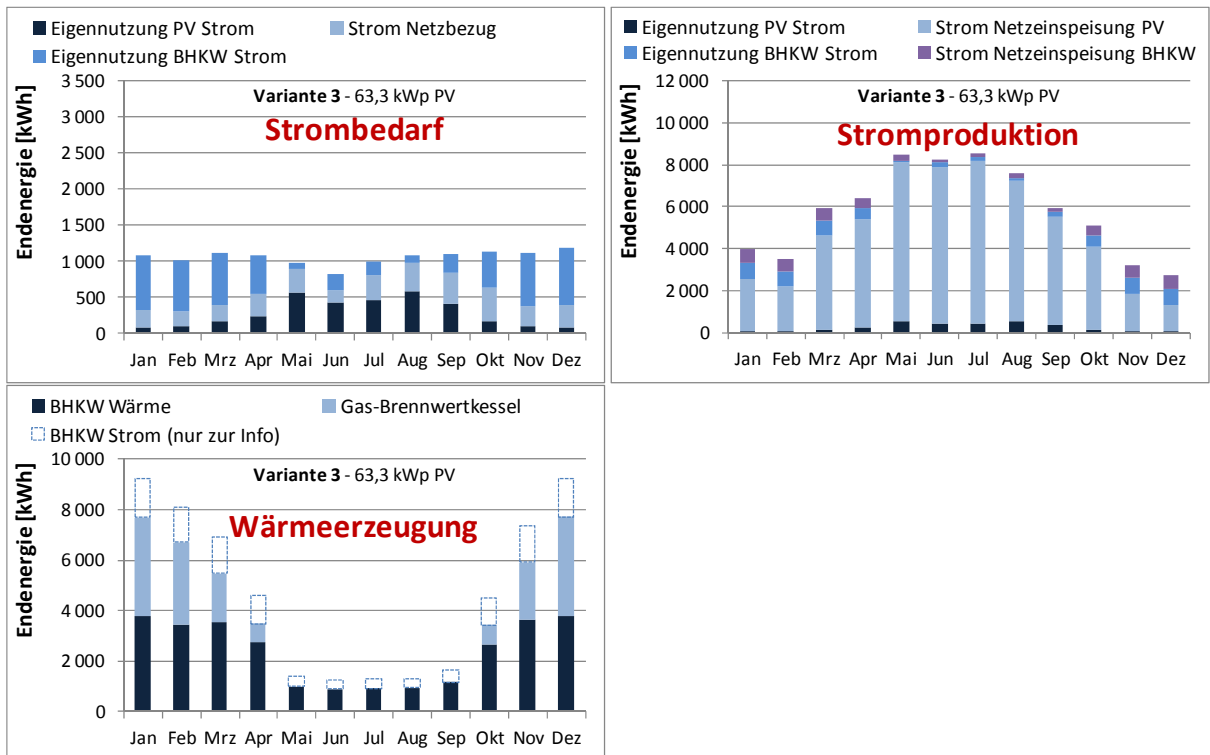 Eigennutzung PV Strom Strom Netzbezug
Eigennutzung BHKW Strom
Endenergie [kWh]
3 500
3 000
2 500
2 000
1 500
1 000
500
0
Variante 3 - 63,3 kWp PV
Strombedarf
Jan Feb Mrz Apr Mai Jun Jul Aug Sep Okt Nov Dez
Eigennutzung PV Strom Strom Netzeinspeisung PV
Eigennutzung BHKW Strom Strom Netzeinspeisung BHKW
Endenergie [kWh]
12 000
10 000
8 000
6 000
4 000
2 000
0
Variante 3 - 63,3 kWp PV
Stromproduktion
Jan Feb Mrz Apr Mai Jun Jul Aug Sep Okt Nov Dez
BHKW Wärme Gas-Brennwertkessel
BHKW Strom (nur zur Info)
Endenergie [kWh]
10 000
8 000
6 000
4 000
2 000
0
Variante 3 - 63,3 kWp PV
Wärmeerzeugung
Jan Feb Mrz Apr Mai Jun Jul Aug Sep Okt Nov Dez